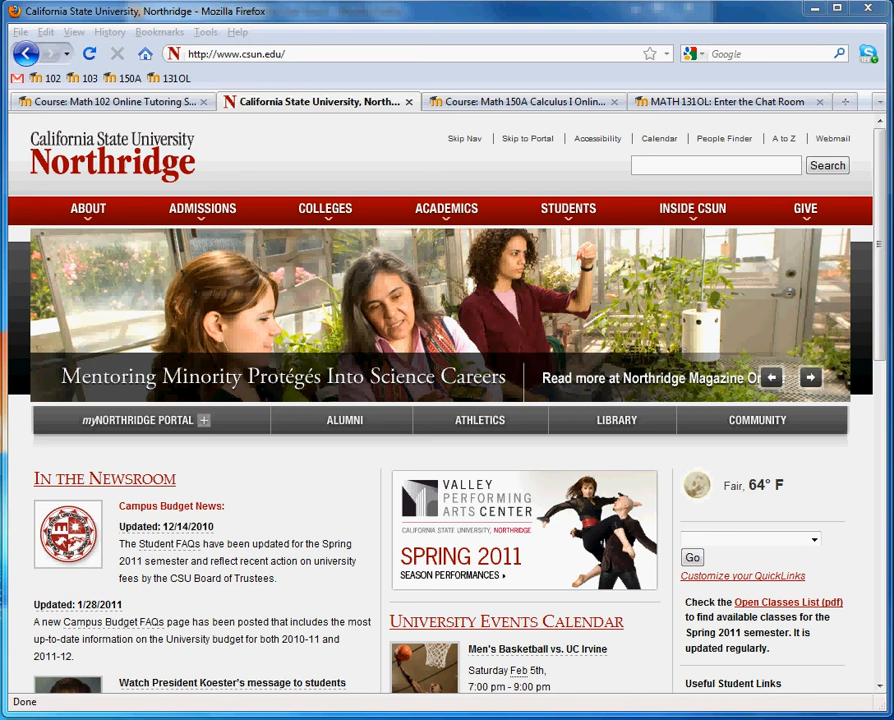 California State University, Northridge - Mozilla Firefox
File Edit View History Bookmarks Tools Help
N http://www.csun.edu/ Google
102 103 150A 131OL
Course: Math 102 Online Tutoring S...
N California State University, North...
Course: Math 150A Calculus I Onlin...
MATH 131OL: Enter the Chat Room
California State University
Northridge
Skip Nav | Skip to Portal | Accessibility | Calendar | People Finder | A to Z | Webmail
Search
ABOUT ADMISSIONS COLLEGES ACADEMICS STUDENTS INSIDE CSUN GIVE
Mentoring Minority Protégés Into Science Careers
Read more at Northridge Magazine On
myNORTHRIDGE PORTAL + ALUMNI ATHLETICS LIBRARY COMMUNITY
IN THE NEWSROOM
Campus Budget News:
Updated: 12/14/2010
The Student FAQs have been updated for the Spring
2011 semester and reflect recent action on university
fees by the CSU Board of Trustees.
Updated: 1/28/2011
A new Campus Budget FAQs page has been posted that includes the most
up-to-date information on the University budget for both 2010-11 and
2011-12.
Watch President Koester's message to students
VALLEY
PERFORMING
ARTS CENTER
CALIFORNIA STATE UNIVERSITY, NORTHRIDGE
SPRING 2011
SEASON PERFORMANCES
UNIVERSITY EVENTS CALENDAR
Men's Basketball vs. UC Irvine
Saturday Feb 5th,
7:00 pm - 9:00 pm
Fair, 64° F
Go
Customize your QuickLinks
Check the Open Classes List (pdf)
to find available classes for the
Spring 2011 semester. It is
updated regularly.
Useful Student Links
Done